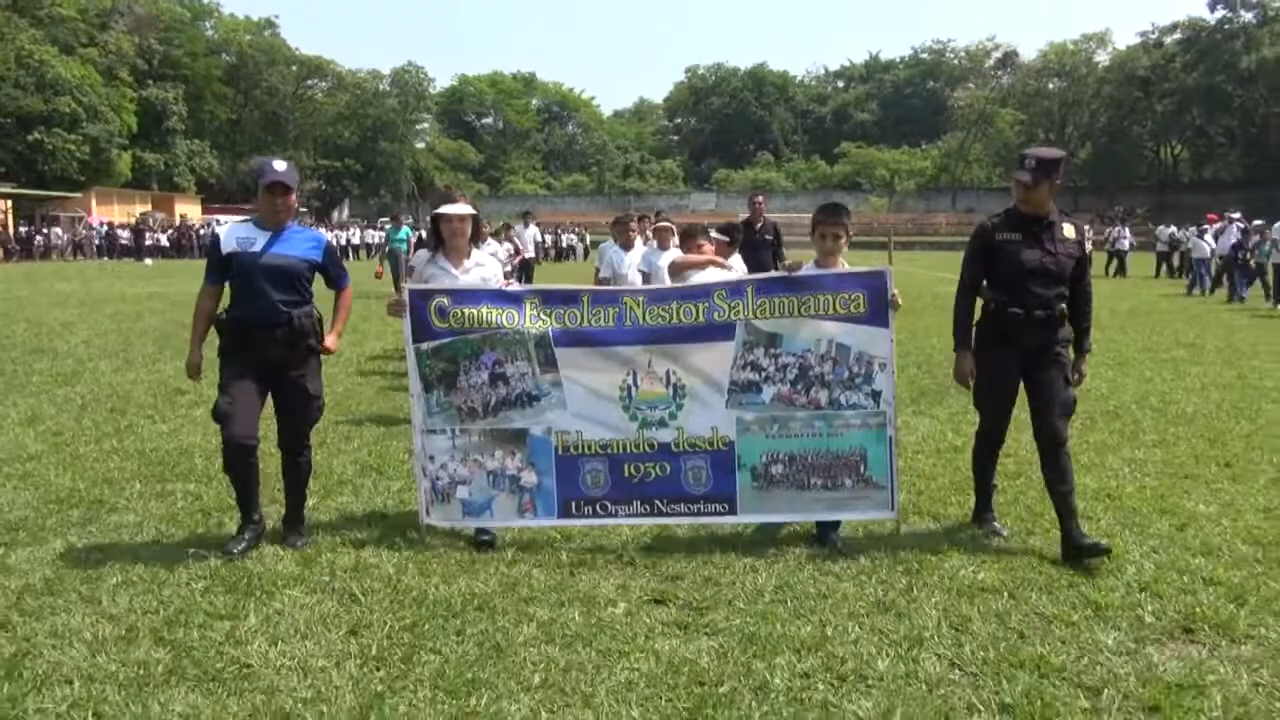 Centro Escolar Nestor Salamanca
Educando desde
1930
Un Orgullo Nestoriano